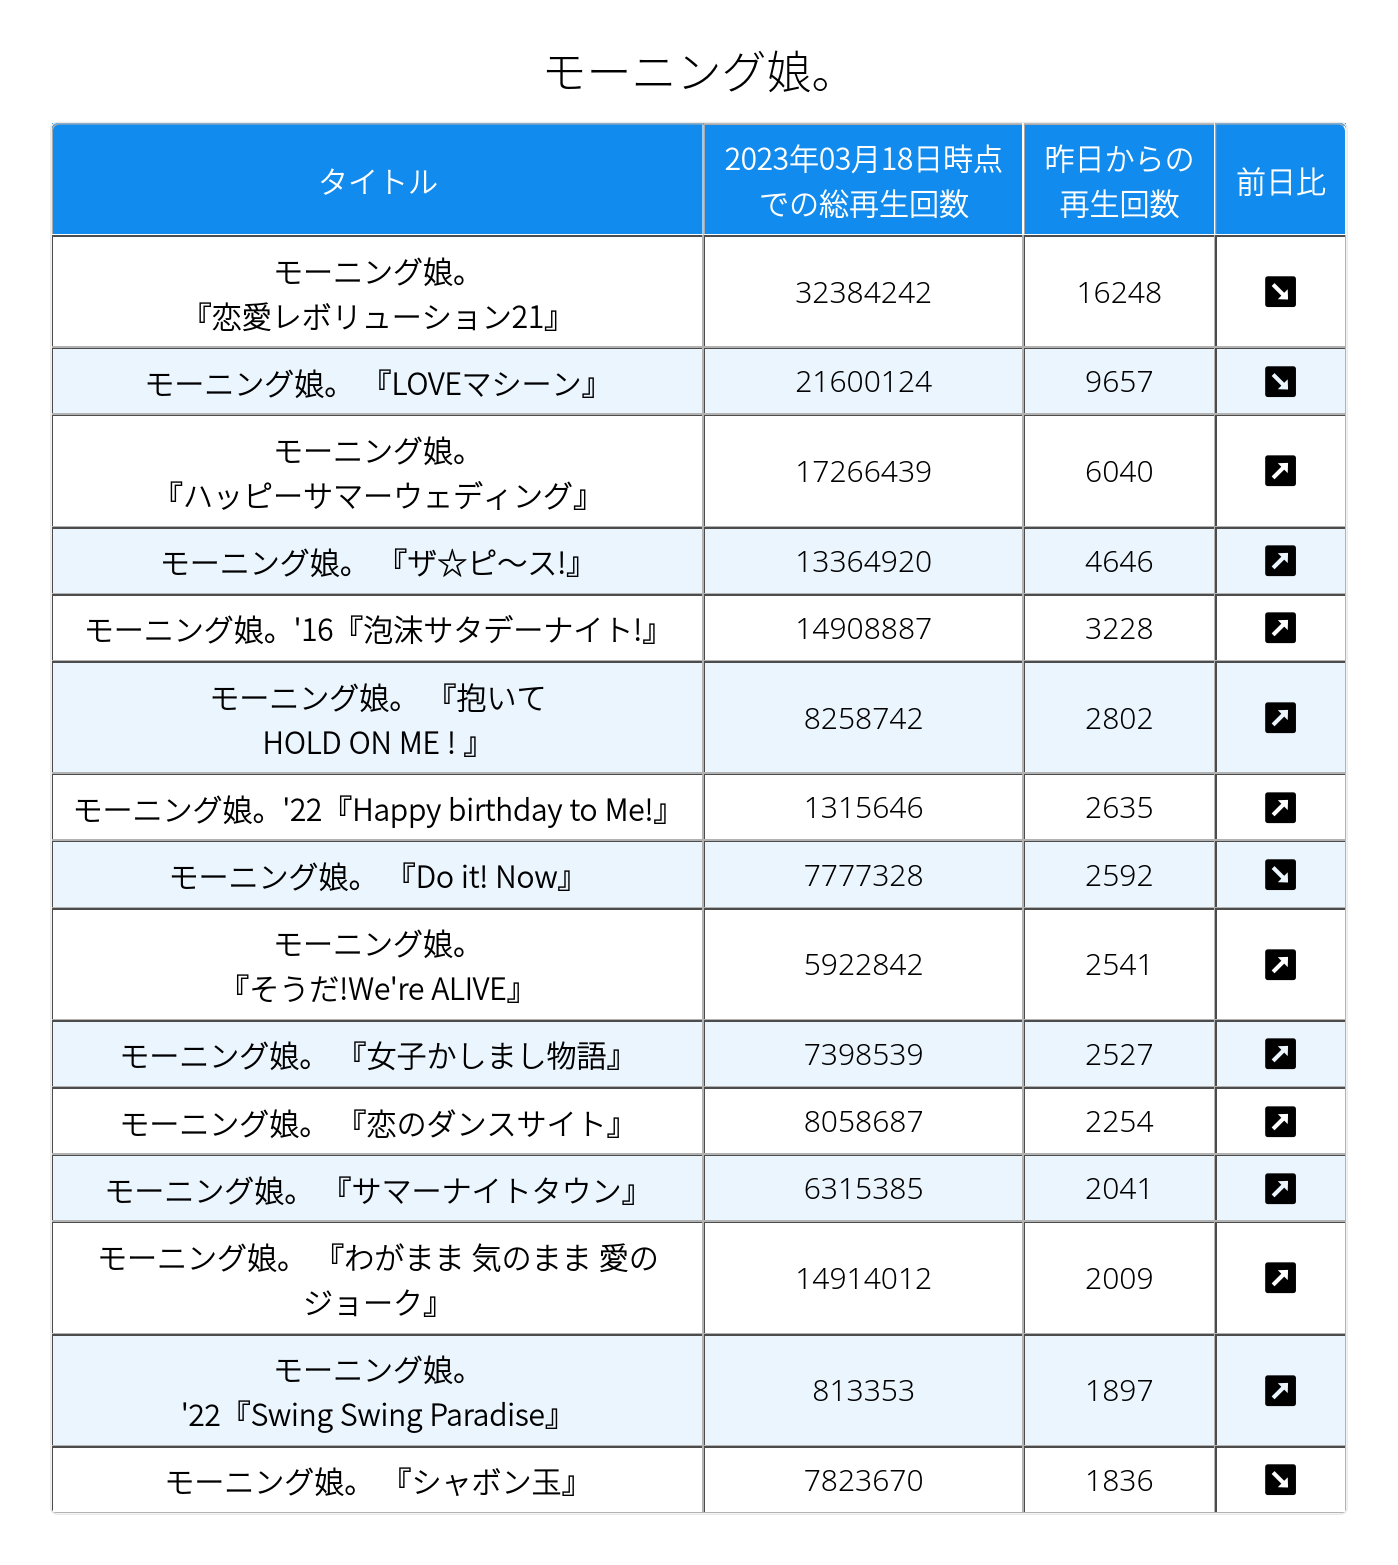 モーニング娘。
タイトル
2023年03月18日時点
での総再生回数
昨日からの
再生回数
前日比
モーニング娘。
『恋愛レボリューション21』
32384242
16248
モーニング娘。 『LOVEマシーン』
21600124
9657
モーニング娘。
『ハッピーサマーウェディング』
17266439
6040
モーニング娘。 『ザ☆ピ〜ス!』
13364920
4646
モーニング娘。'16『泡沫サタデーナイト!』
14908887
3228
モーニング娘。 『抱いて
HOLD ON ME ! 』
8258742
2802
モーニング娘。'22『Happy birthday to Me!』
1315646
2635
モーニング娘。 『Do it! Now』
7777328
2592
モーニング娘。
『そうだ!We're ALIVE』
5922842
2541
モーニング娘。 『女子かしまし物語』
7398539
2527
モーニング娘。 『恋のダンスサイト』
8058687
2254
モーニング娘。 『サマーナイトタウン』
6315385
2041
モーニング娘。 『わがまま 気のまま 愛の
ジョーク』
14914012
2009
モーニング娘。
'22『Swing Swing Paradise』
813353
1897
モーニング娘。 『シャボン玉』
7823670
1836